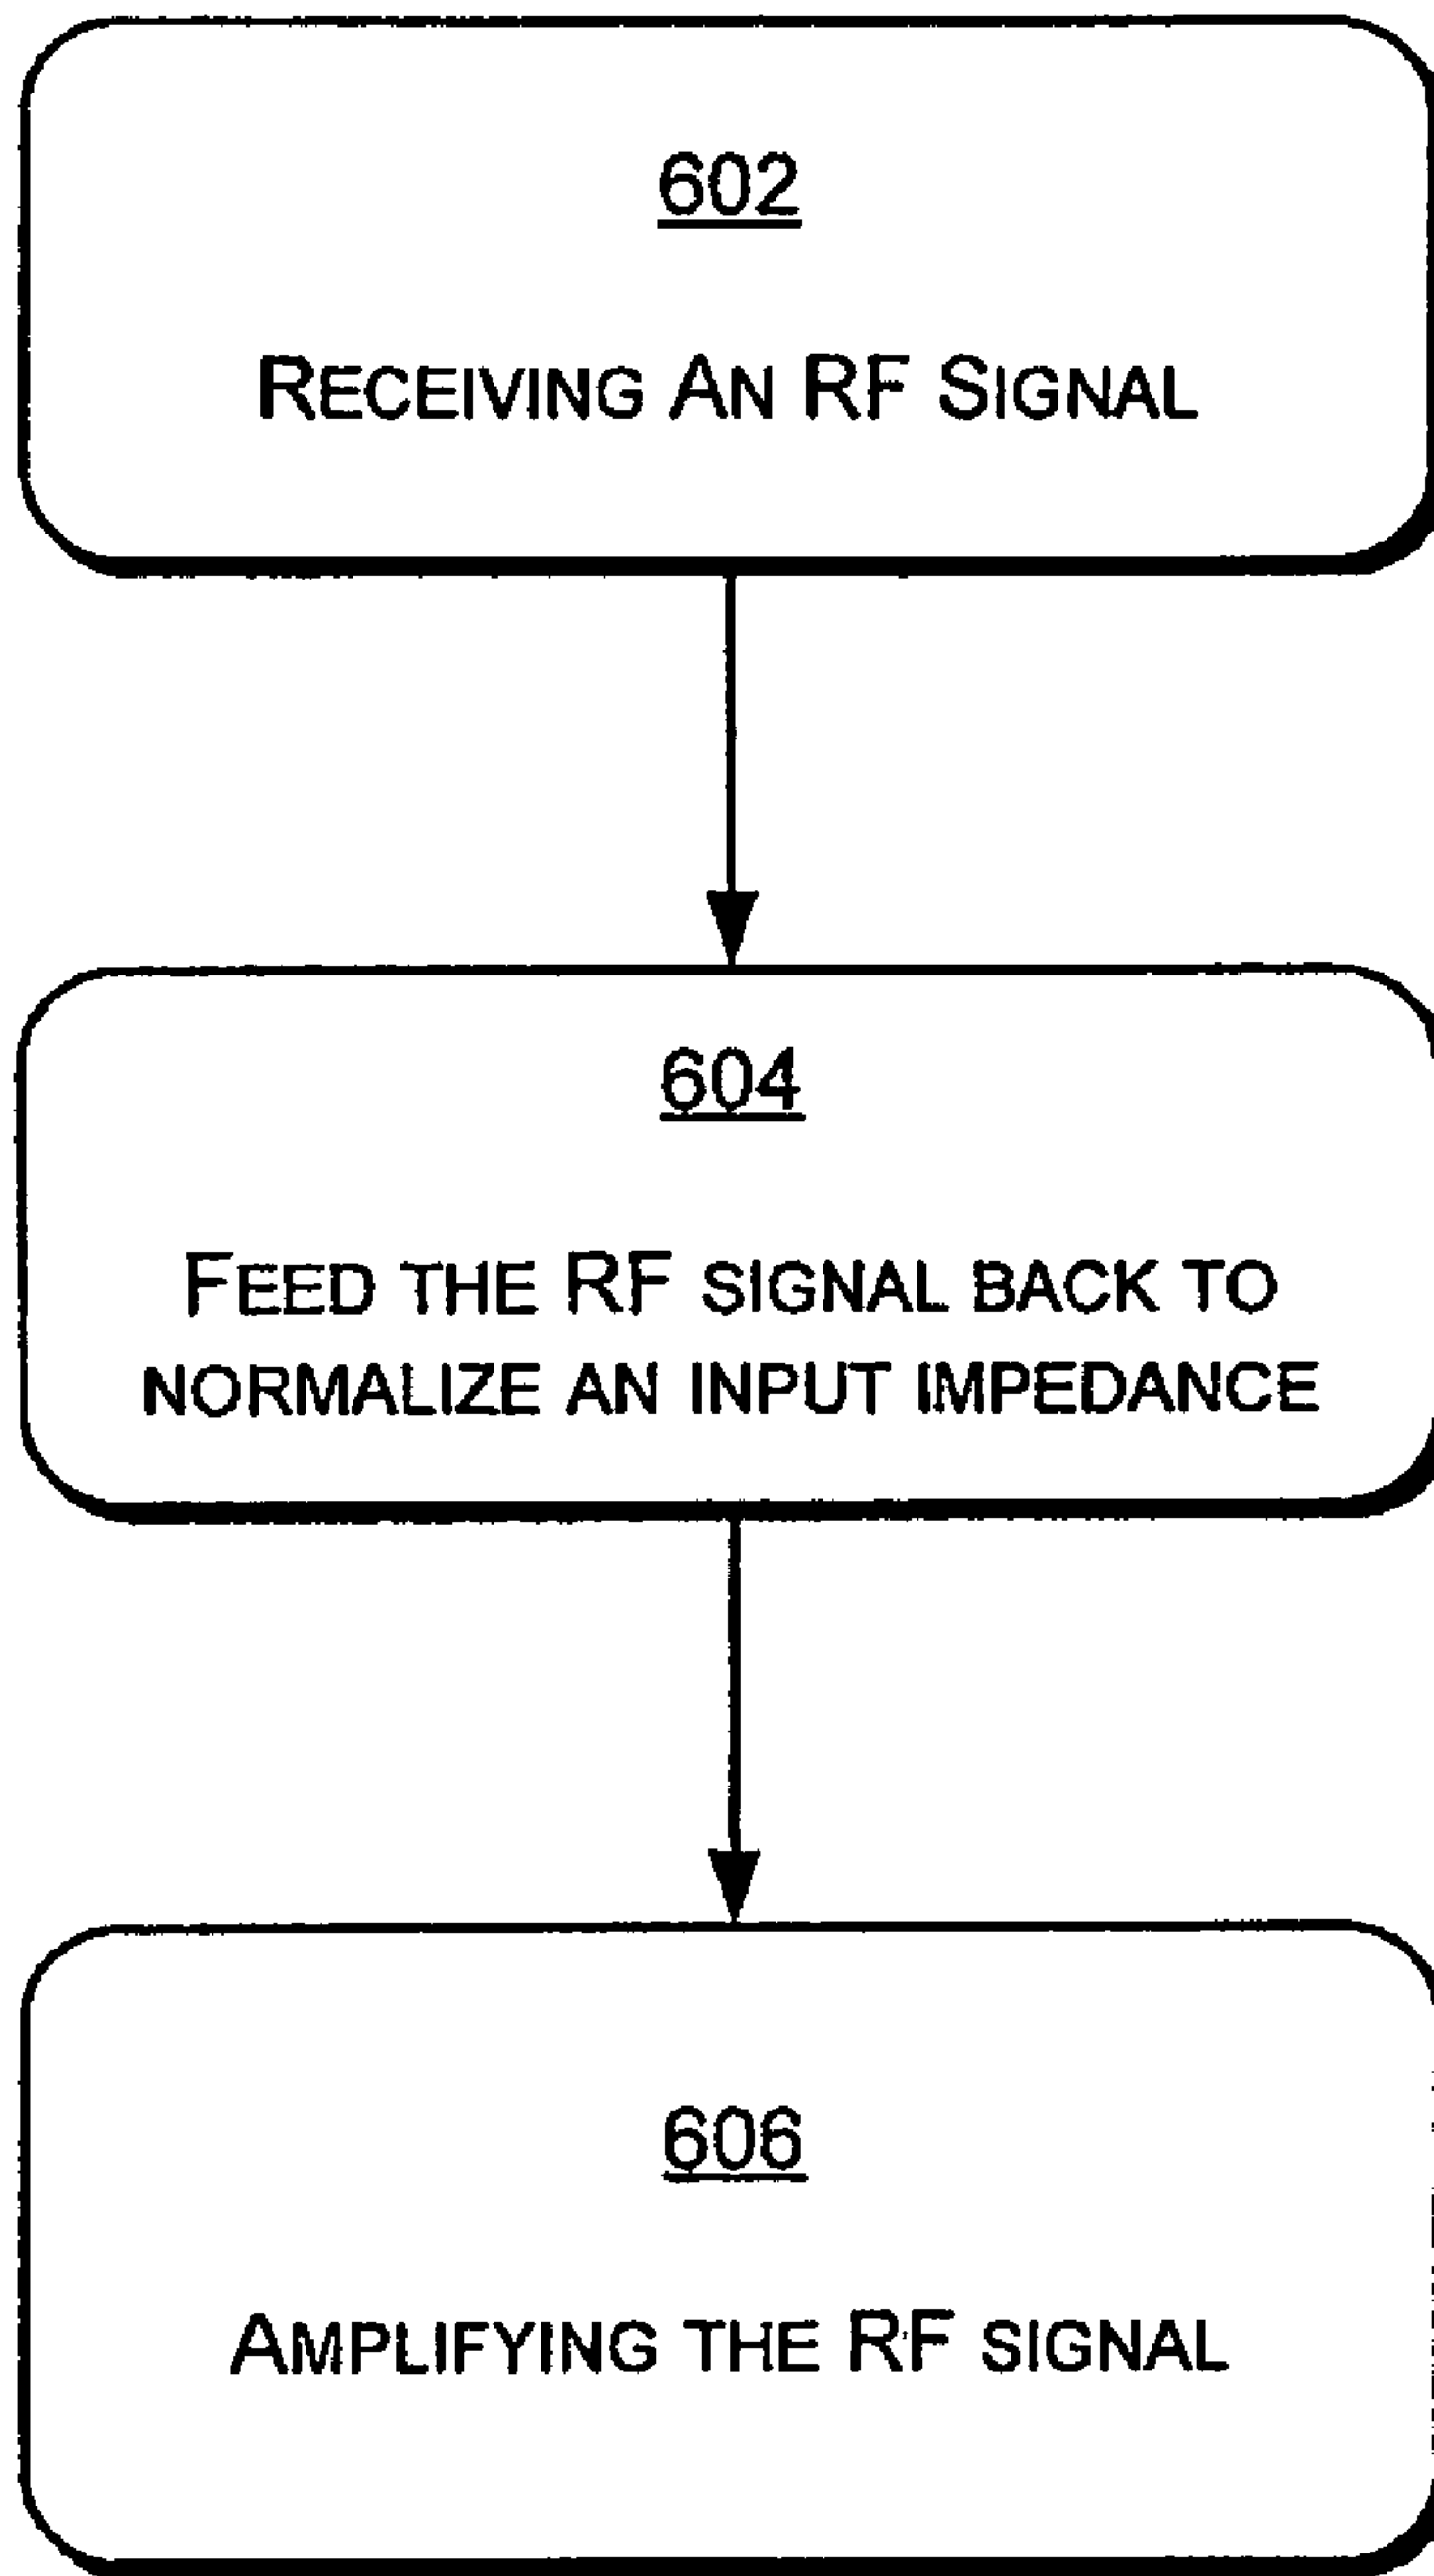 602
RECEIVING AN RF SIGNAL
604
FEED THE RF SIGNAL BACK TO
NORMALIZE AN INPUT IMPEDANCE
606
AMPLIFYING THE RF SIGNAL